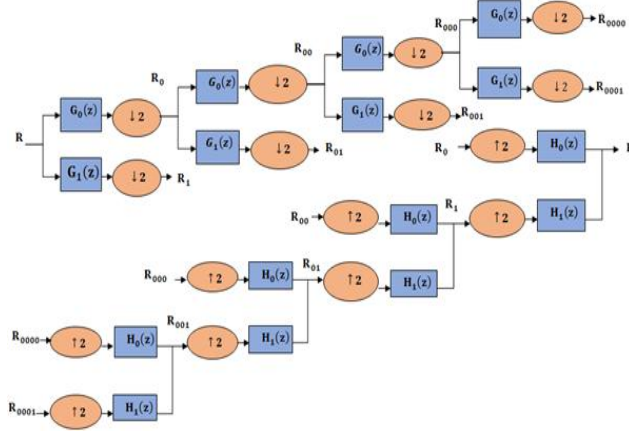 G₀(z) ↓2 R₀₀₀₀
R₀₀₀
G₀(z) ↓2
R₀₀
G₀(z) ↓2
R₀
G₀(z) ↓2
G₁(z) ↓2 R₀₀₀₁
G₁(z) ↓2 R₀₀₁
G₁(z) ↓2 R₀₁
R
G₁(z) ↓2 R₁
R₀ ↑2 H₀(z)
R₀₀ ↑2 H₀(z) R₁ ↑2 H₁(z)
R₀₀₀ ↑2 H₀(z) R₀₁ ↑2 H₁(z)
R₀₀₀₀ ↑2 H₀(z) R₀₀₁ ↑2 H₁(z)
R₀₀₀₁ ↑2 H₁(z)